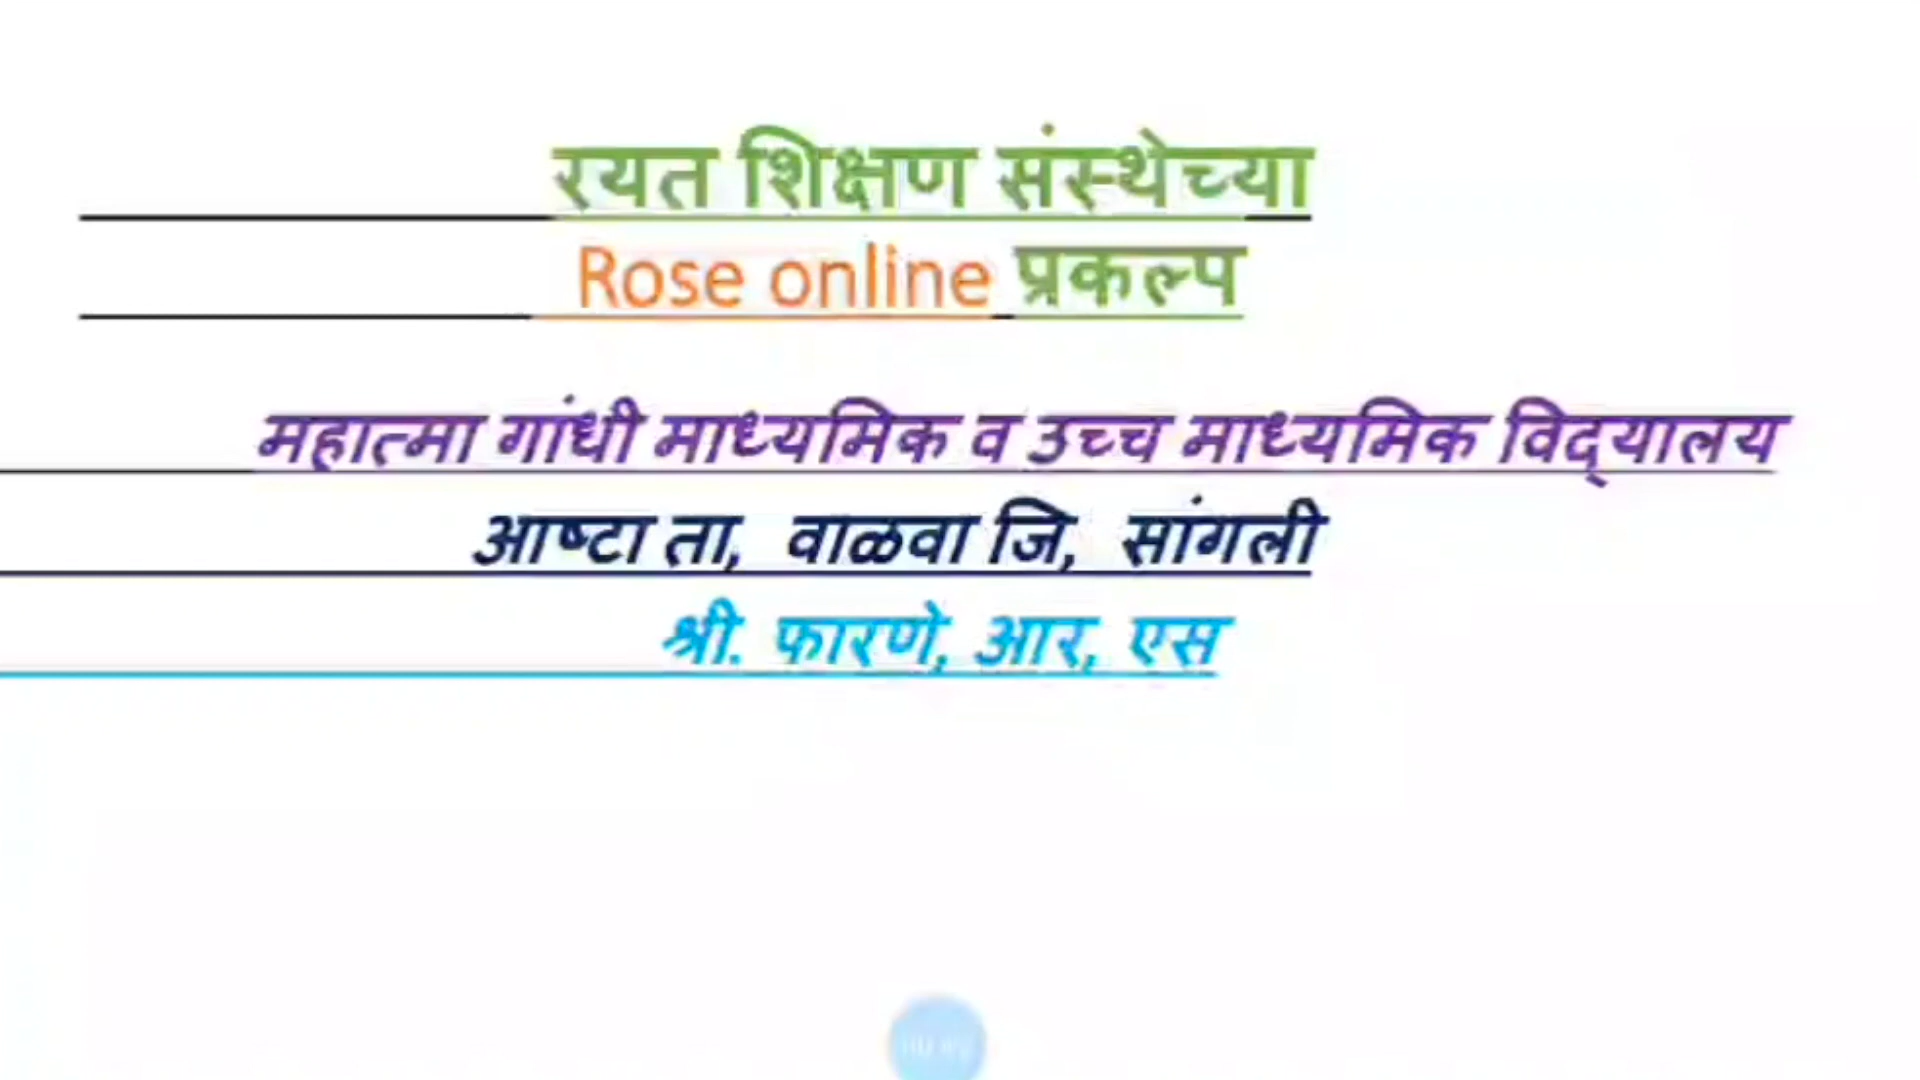 रयत शिक्षण संस्थेच्या
Rose online प्रकल्प
महात्मा गांधी माध्यमिक व उच्च माध्यमिक विद्‌यालय
आष्टा ता, वाळवा जि, सांगली
श्री. फारणे, आर, एस